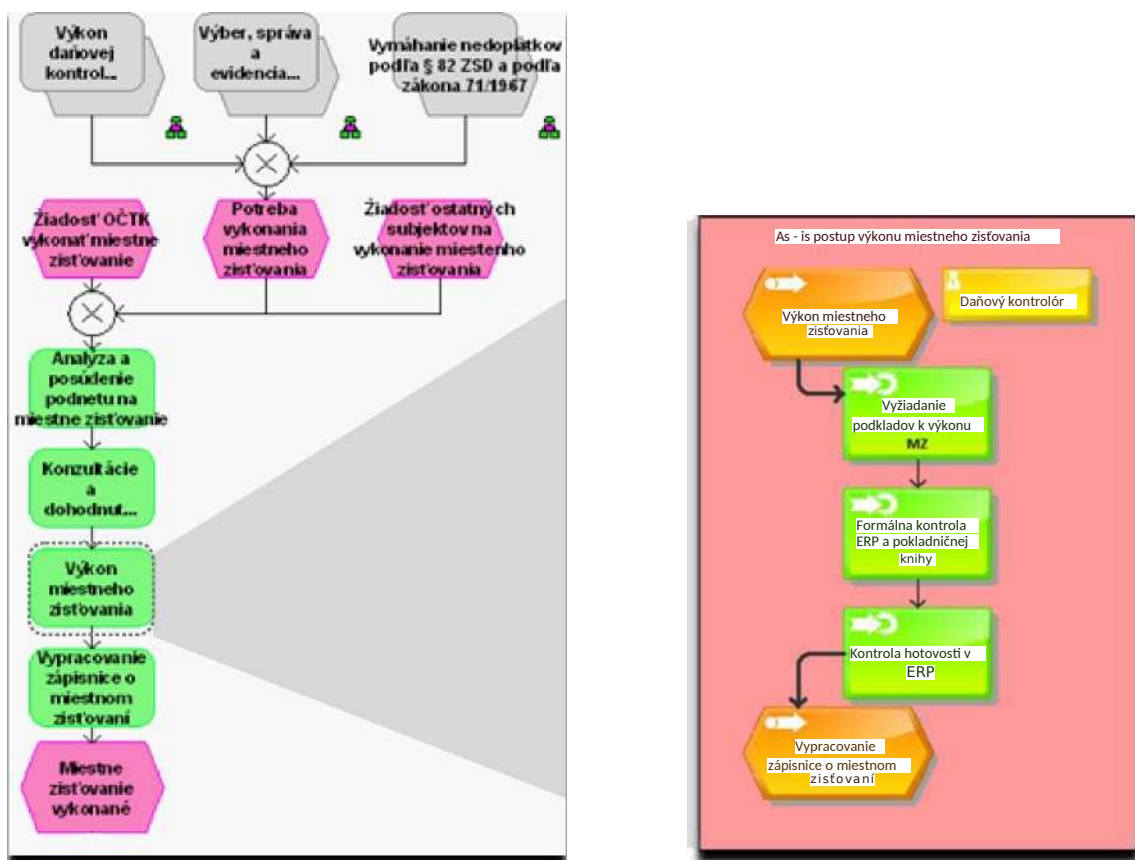 Výkon
daňovej
kontrol...
Výber, správa
a
evidencia...
Vymáhanie nedoplatkov
podľa § 82 ZSD a podľa
zákona 71/1967
Žiadosť OČTK
vykonať miestne
zisťovanie
Potreba
vykonania
miestneho
zisťovania
Žiadosť ostatných
subjektov na
vykonanie miestenho
zisťovania
Analýza a
posúdenie
podnetu na
miestne zisťovanie
Konzultácie
a
dohodnut...
Výkon
miestneho
zisťovania
Vypracovanie
zápisnice o
miestnom
zisťovaní
Miestne
zisťovanie
vykonané
As - is postup výkonu miestneho zisťovania
Výkon miestneho
zisťovania
Daňový kontrolór
Vyžiadanie
podkladov k výkonu
MZ
Formálna kontrola
ERP a pokladničnej
knihy
Kontrola hotovosti v
ERP
Vypracovanie
zápisnice o miestnom
zisťovaní